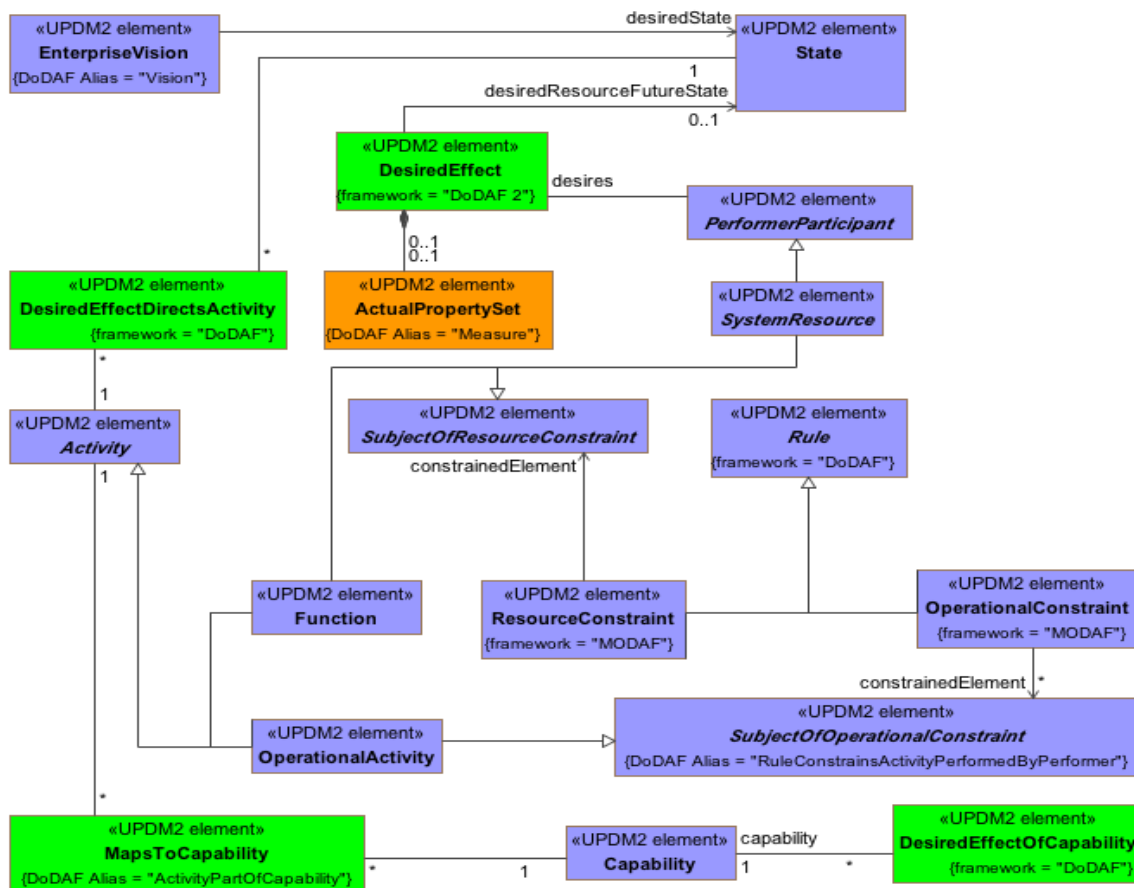 «UPDM2 element»
EnterpriseVision
{DoDAF Alias = "Vision"}
desiredState
«UPDM2 element»
State
1
desiredResourceFutureState
0..1
«UPDM2 element»
DesiredEffect
{framework = "DoDAF 2"}
desires
«UPDM2 element»
PerformerParticipant
0..1
0..1
*
«UPDM2 element»
DesiredEffectDirectsActivity
{framework = "DoDAF"}
«UPDM2 element»
ActualPropertySet
{DoDAF Alias = "Measure"}
«UPDM2 element»
SystemResource
*
1
«UPDM2 element»
Activity
1
«UPDM2 element»
SubjectOfResourceConstraint
constrainedElement
«UPDM2 element»
Rule
{framework = "DoDAF"}
«UPDM2 element»
Function
«UPDM2 element»
ResourceConstraint
{framework = "MODAF"}
«UPDM2 element»
OperationalConstraint
{framework = "MODAF"}
constrainedElement
*
«UPDM2 element»
OperationalActivity
«UPDM2 element»
SubjectOfOperationalConstraint
{DoDAF Alias = "RuleConstrainsActivityPerformedByPerformer"}
*
«UPDM2 element»
MapsToCapability
{DoDAF Alias = "ActivityPartOfCapability"}
*
1
«UPDM2 element»
Capability
capability
1
*
«UPDM2 element»
DesiredEffectOfCapability
{framework = "DoDAF"}